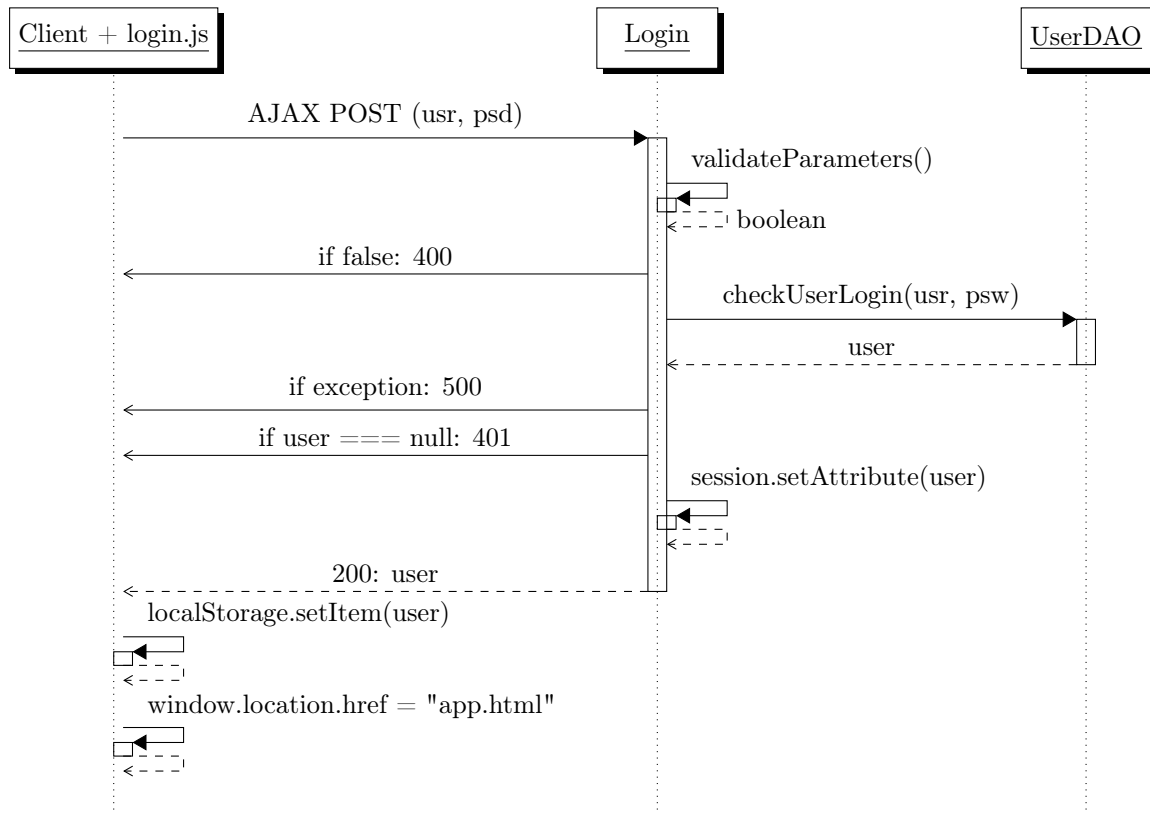 Client + login.js
Login
UserDAO
AJAX POST (usr, psd)
validateParameters()
boolean
if false: 400
checkUserLogin(usr, psw)
user
if exception: 500
if user === null: 401
session.setAttribute(user)
200: user
localStorage.setItem(user)
window.location.href = "app.html"